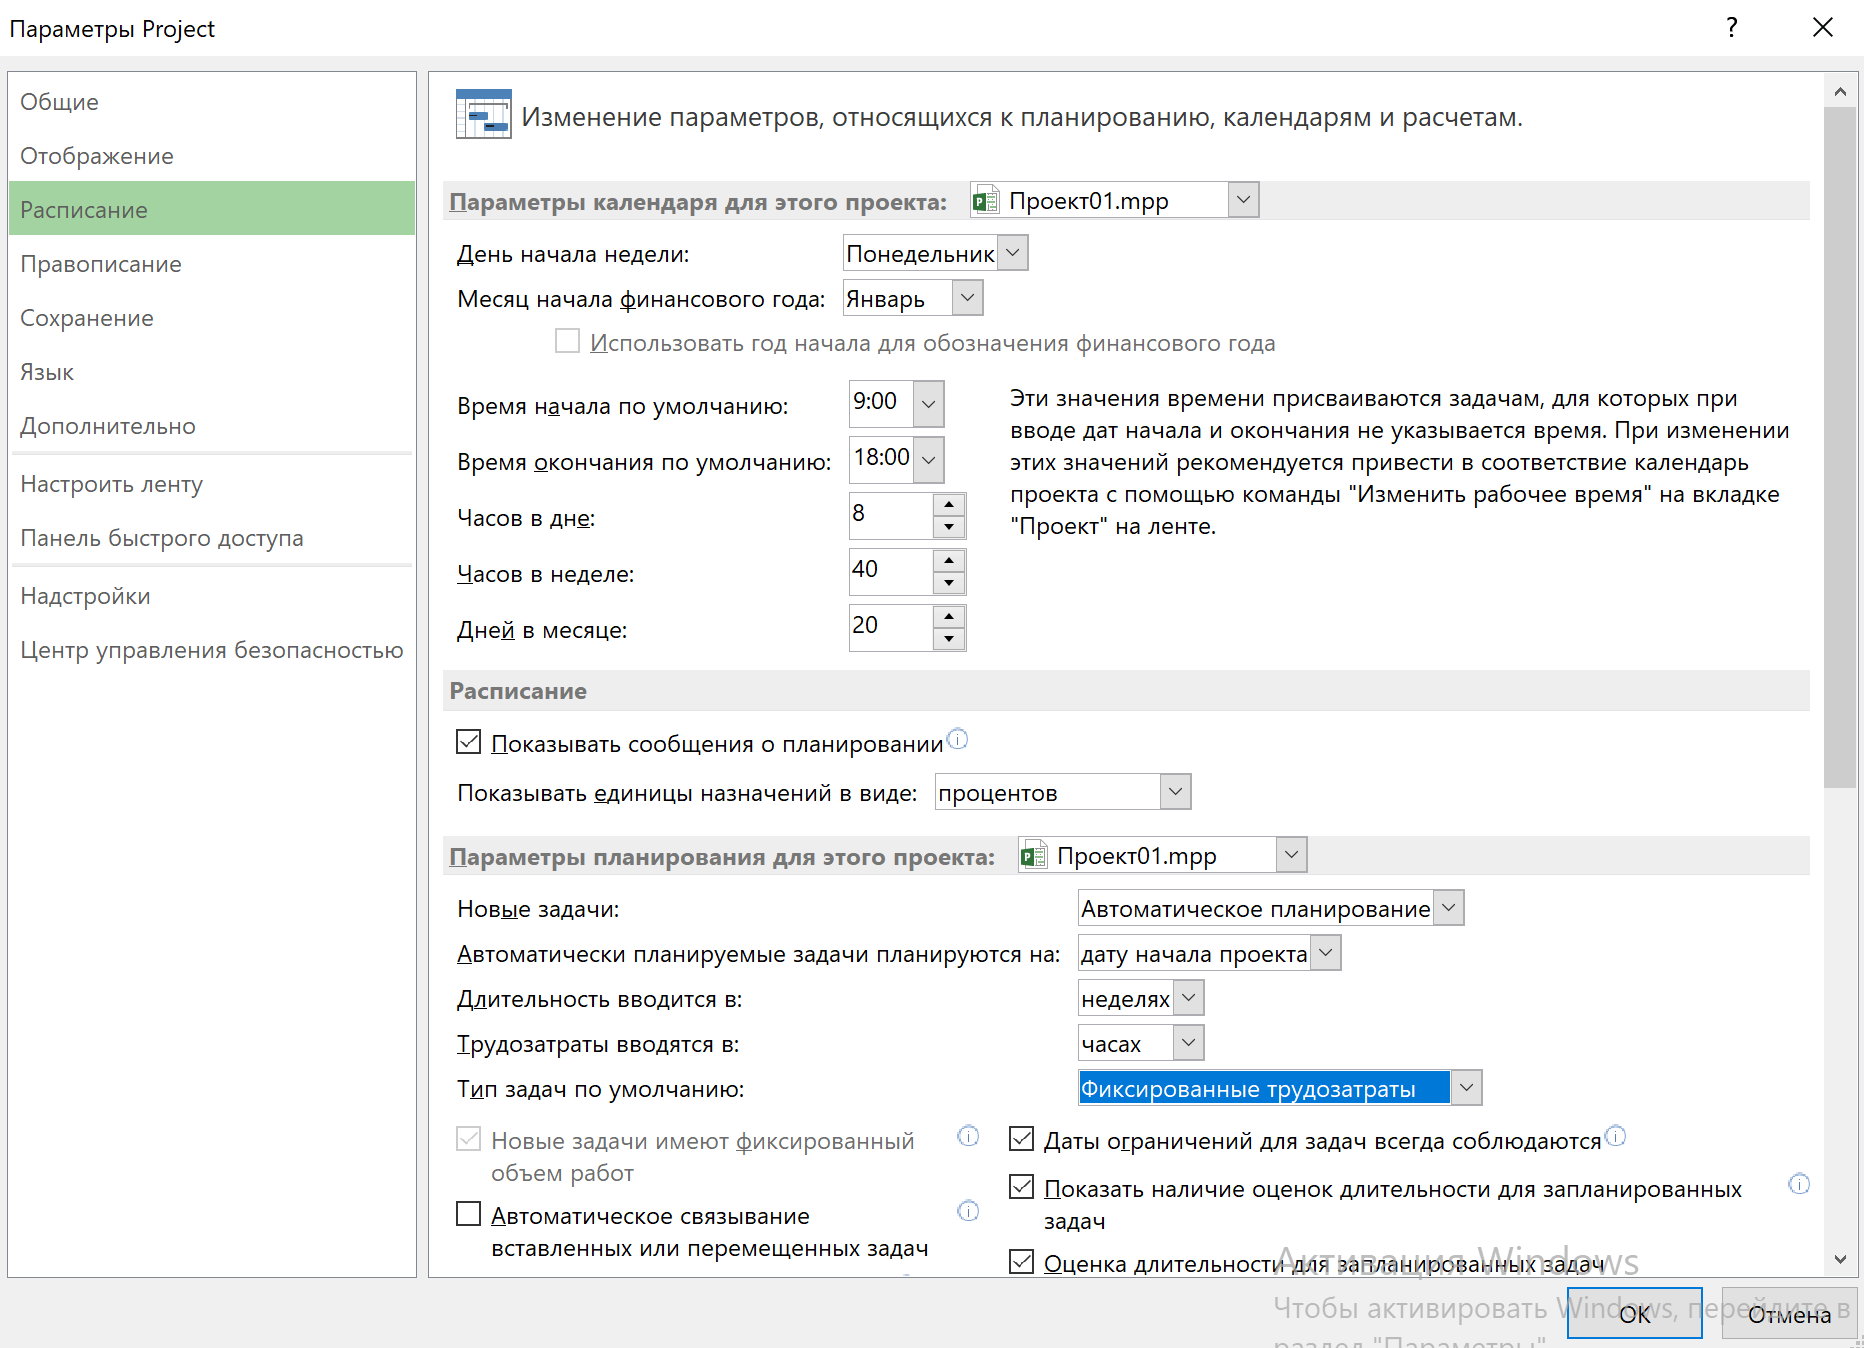 Параметры Project
?
Общие
Отображение
Расписание
Правописание
Сохранение
Язык
Дополнительно
Настроить ленту
Панель быстрого доступа
Надстройки
Центр управления безопасностью
Изменение параметров, относящихся к планированию, календарям и расчетам.
Параметры календаря для этого проекта: Проект01.mpp
День начала недели: Понедельник
Месяц начала финансового года: Январь
Использовать год начала для обозначения финансового года
Время начала по умолчанию: 9:00
Время окончания по умолчанию: 18:00
Часов в дне: 8
Часов в неделе: 40
Дней в месяце: 20
Эти значения времени присваиваются задачам, для которых при
вводе дат начала и окончания не указывается время. При изменении
этих значений рекомендуется привести в соответствие календарь
проекта с помощью команды "Изменить рабочее время" на вкладке
"Проект" на ленте.
Расписание
Показывать сообщения о планировании
Показывать единицы назначений в виде: процентов
Параметры планирования для этого проекта: Проект01.mpp
Новые задачи: Автоматическое планирование
Автоматически планируемые задачи планируются на: дату начала проекта
Длительность вводится в: неделях
Трудозатраты вводятся в: часах
Тип задач по умолчанию: Фиксированные трудозатраты
Новые задачи имеют фиксированный
объем работ
Автоматическое связывание
вставленных или перемещенных задач
Даты ограничений для задач всегда соблюдаются
Показать наличие оценок длительности для запланированных
задач
Оценка длительности для запланированных задач
Активация Windows
Чтобы активировать Windows, перейдите в
раздел "Параметры"
ОК
Отмена